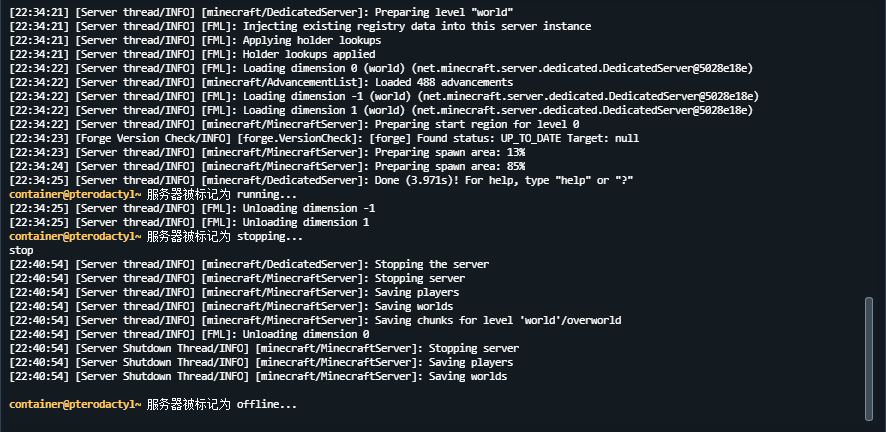 [22:34:21] [Server thread/INFO] [minecraft/DedicatedServer]: Preparing level "world"
[22:34:21] [Server thread/INFO] [FML]: Injecting existing registry data into this server instance
[22:34:21] [Server thread/INFO] [FML]: Applying holder lookups
[22:34:21] [Server thread/INFO] [FML]: Holder lookups applied
[22:34:22] [Server thread/INFO] [FML]: Loading dimension 0 (world) (net.minecraft.server.dedicated.DedicatedServer@5028e18e)
[22:34:22] [Server thread/INFO] [minecraft/AdvancementList]: Loaded 488 advancements
[22:34:22] [Server thread/INFO] [FML]: Loading dimension -1 (world) (net.minecraft.server.dedicated.DedicatedServer@5028e18e)
[22:34:22] [Server thread/INFO] [FML]: Loading dimension 1 (world) (net.minecraft.server.dedicated.DedicatedServer@5028e18e)
[22:34:22] [Server thread/INFO] [minecraft/MinecraftServer]: Preparing start region for level 0
[22:34:23] [Forge Version Check/INFO] [forge.VersionCheck]: [forge] Found status: UP_TO_DATE Target: null
[22:34:23] [Server thread/INFO] [minecraft/MinecraftServer]: Preparing spawn area: 13%
[22:34:24] [Server thread/INFO] [minecraft/MinecraftServer]: Preparing spawn area: 85%
[22:34:25] [Server thread/INFO] [minecraft/DedicatedServer]: Done (3.971s)! For help, type "help" or "?"
container@pterodactyl~ 服务器被标记为 running...
[22:34:25] [Server thread/INFO] [FML]: Unloading dimension -1
[22:34:25] [Server thread/INFO] [FML]: Unloading dimension 1
container@pterodactyl~ 服务器被标记为 stopping...
stop
[22:40:54] [Server thread/INFO] [minecraft/DedicatedServer]: Stopping the server
[22:40:54] [Server thread/INFO] [minecraft/MinecraftServer]: Stopping server
[22:40:54] [Server thread/INFO] [minecraft/MinecraftServer]: Saving players
[22:40:54] [Server thread/INFO] [minecraft/MinecraftServer]: Saving worlds
[22:40:54] [Server thread/INFO] [minecraft/MinecraftServer]: Saving chunks for level 'world'/overworld
[22:40:54] [Server thread/INFO] [FML]: Unloading dimension 0
[22:40:54] [Server Shutdown Thread/INFO] [minecraft/MinecraftServer]: Stopping server
[22:40:54] [Server Shutdown Thread/INFO] [minecraft/MinecraftServer]: Saving players
[22:40:54] [Server Shutdown Thread/INFO] [minecraft/MinecraftServer]: Saving worlds
container@pterodactyl~ 服务器被标记为 offline...